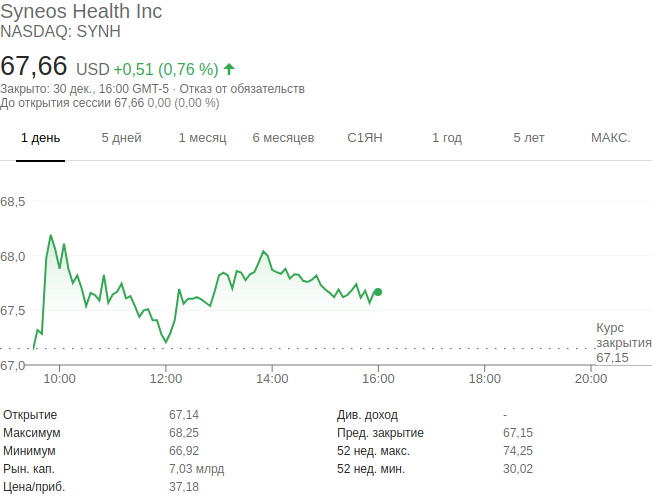 Syneos Health Inc
NASDAQ: SYNH
67,66 USD +0,51 (0,76 %)
Закрыто: 30 дек., 16:00 GMT-5 · Отказ от обязательств
До открытия сессии 67,66 0,00 (0,00 %)
1 день 5 дней 1 месяц 6 месяцев С1ЯН 1 год 5 лет МАКС.
68,5
68,0
67,5
Курс
закрытия
67,15
67,0
10:00 12:00 14:00 16:00 18:00 20:00
Открытие 67,14 Див. доход -
Максимум 68,25 Пред. закрытие 67,15
Минимум 66,92 52 нед. макс. 74,25
Рын. кап. 7,03 млрд 52 нед. мин. 30,02
Цена/приб. 37,18